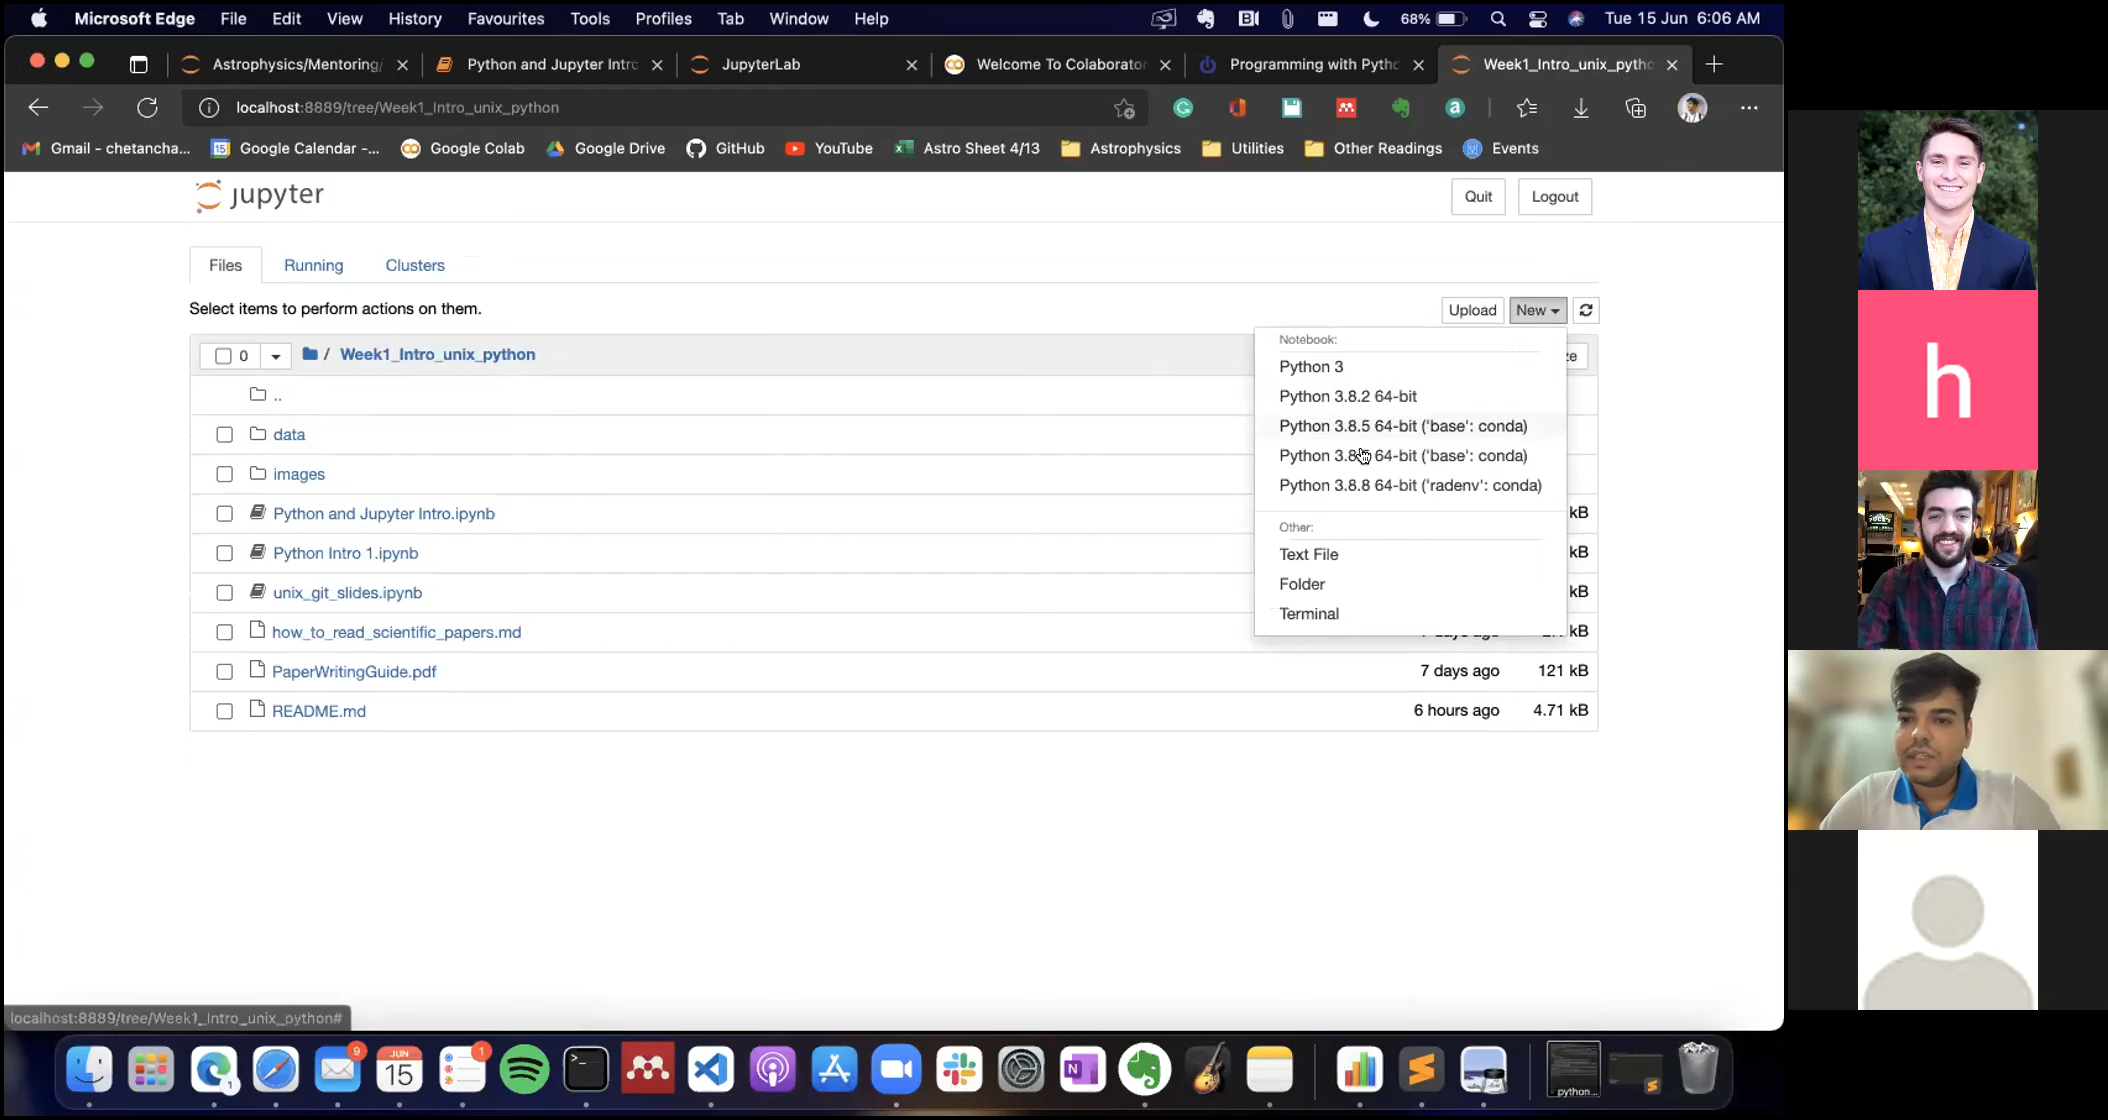 Microsoft Edge File Edit View History Favourites Tools Profiles Tab Window Help 68% Tue 15 Jun 6:06 AM
Astrophysics/Mentoring/ Python and Jupyter Intro JupyterLab Welcome To Colaborator Programming with Pytho Week1_Intro_unix_pytho
localhost:8889/tree/Week1_Intro_unix_python
Gmail - chetancha... 15 Google Calendar -... Google Colab Google Drive GitHub YouTube Astro Sheet 4/13 Astrophysics Utilities Other Readings Events
jupyter
Quit Logout
Files Running Clusters
Select items to perform actions on them.
Upload New
0 / Week1_Intro_unix_python
..
data
images
Python and Jupyter Intro.ipynb kB
Python Intro 1.ipynb kB
unix_git_slides.ipynb kB
how_to_read_scientific_papers.md kB
PaperWritingGuide.pdf 7 days ago 121 kB
README.md 6 hours ago 4.71 kB
Notebook:
Python 3
Python 3.8.2 64-bit
Python 3.8.5 64-bit ('base': conda)
Python 3.8. 64-bit ('base': conda)
Python 3.8.8 64-bit ('radenv': conda)
Other:
Text File
Folder
Terminal
localhost:8889/tree/Week1_Intro_unix_python#
h
1 9 JUN 15 1 N python...